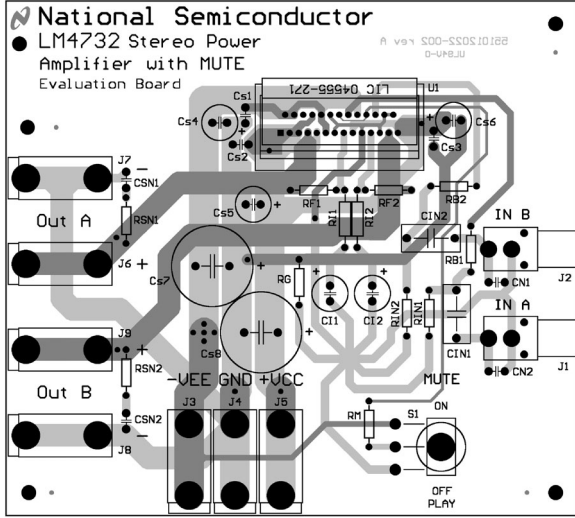 National Semiconductor
LM4732 Stereo Power
Amplifier with MUTE
Evaluation Board
551012022-002 rev A
UL94V-0
LIC 04555-271
U1
Cs1
Cs4
Cs2
Cs6
Cs3
J7
-
CSN1
Out A
RSN1
J6
+
Cs5
RF1
RF2
RB2
RI1
RI2
CIN2
IN B
RB1
J2
CN1
Cs7
RG
+
+
CI1
CI2
RIN2
RIN1
IN A
CIN1
J1
CN2
J9
+
RSN2
Out B
CSN2
J8
-
Cs8
+
-VEE GND +VCC
J3
J4
J5
MUTE
RM
S1
ON
OFF
PLAY